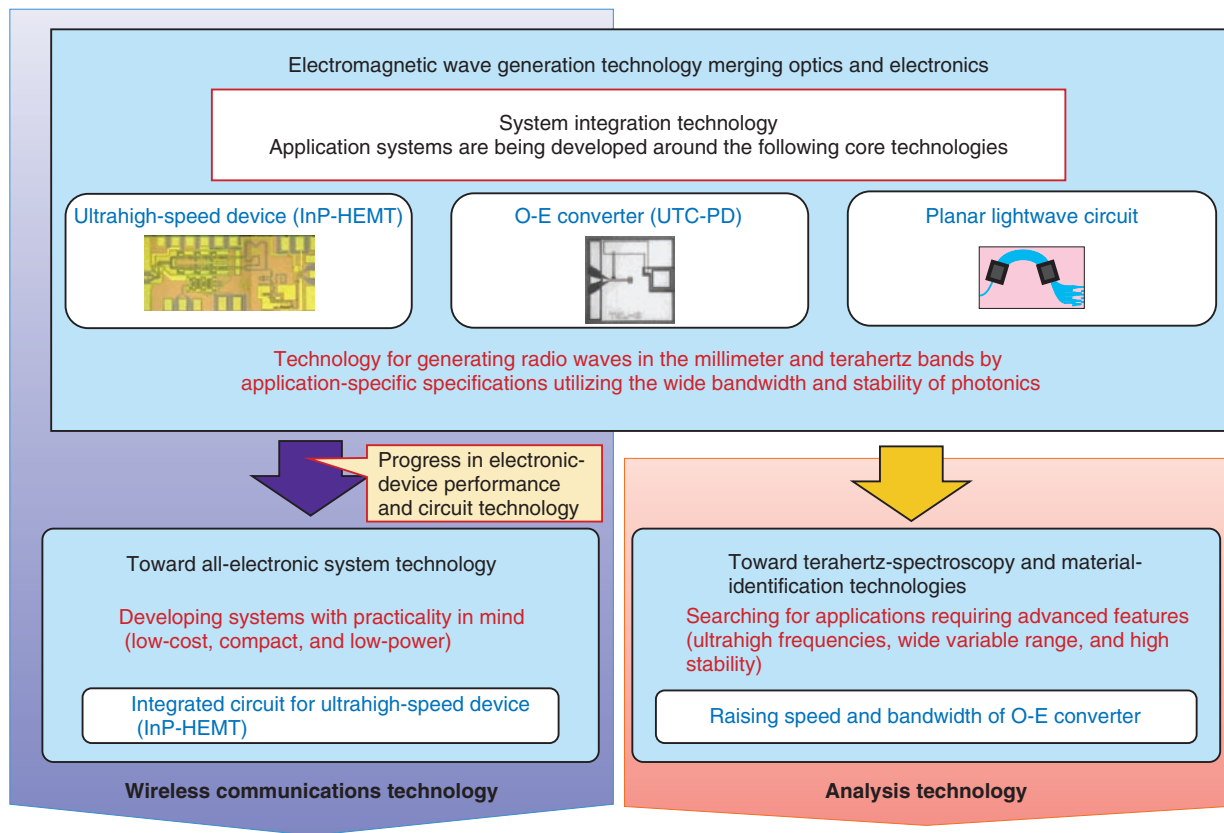 Electromagnetic wave generation technology merging optics and electronics
System integration technology
Application systems are being developed around the following core technologies
Ultrahigh-speed device (InP-HEMT)
O-E converter (UTC-PD)
Planar lightwave circuit
Technology for generating radio waves in the millimeter and terahertz bands by
application-specific specifications utilizing the wide bandwidth and stability of photonics
Progress in electronic-
device performance
and circuit technology
Toward all-electronic system technology
Developing systems with practicality in mind
(low-cost, compact, and low-power)
Integrated circuit for ultrahigh-speed device
(InP-HEMT)
Wireless communications technology
Toward terahertz-spectroscopy and material-
identification technologies
Searching for applications requiring advanced features
(ultrahigh frequencies, wide variable range, and high
stability)
Raising speed and bandwidth of O-E converter
Analysis technology